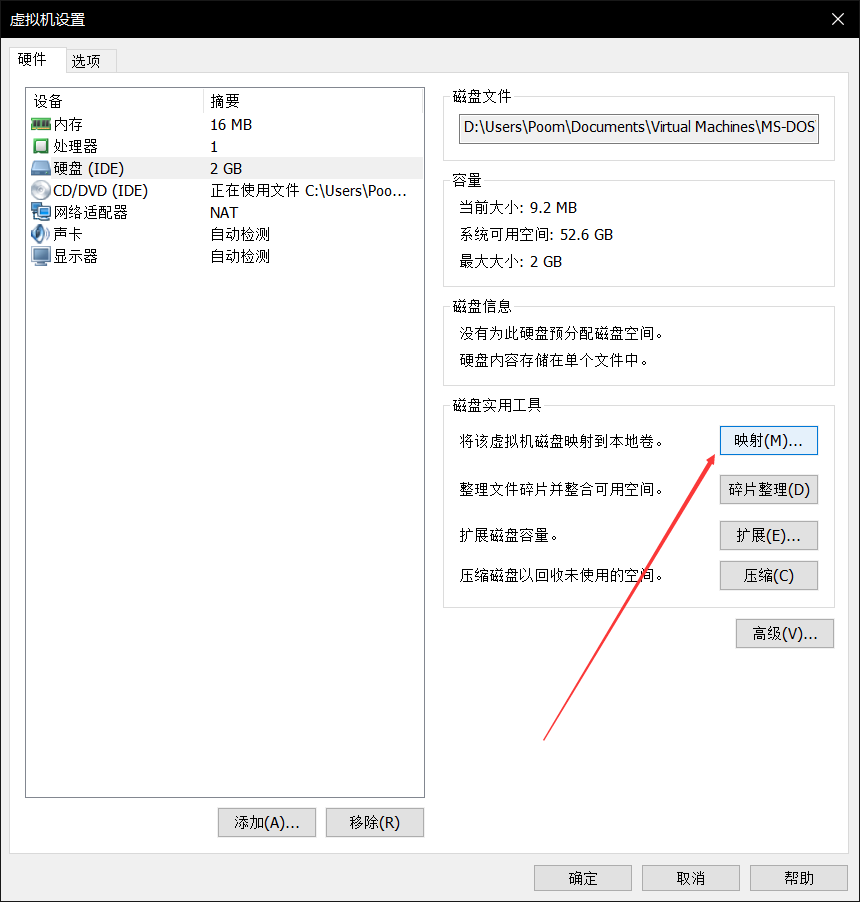 虚拟机设置
硬件 选项
设备 摘要
内存 16 MB
处理器 1
硬盘 (IDE) 2 GB
CD/DVD (IDE) 正在使用文件 C:\Users\Poo...
网络适配器 NAT
声卡 自动检测
显示器 自动检测
添加(A)... 移除(R)
磁盘文件
D:\Users\Poom\Documents\Virtual Machines\MS-DOS
容量
当前大小: 9.2 MB
系统可用空间: 52.6 GB
最大大小: 2 GB
磁盘信息
没有为此硬盘预分配磁盘空间。
硬盘内容存储在单个文件中。
磁盘实用工具
将该虚拟机磁盘映射到本地卷。 映射(M)...
整理文件碎片并整合可用空间。 碎片整理(D)
扩展磁盘容量。 扩展(E)...
压缩磁盘以回收未使用的空间。 压缩(C)
高级(V)...
确定 取消 帮助